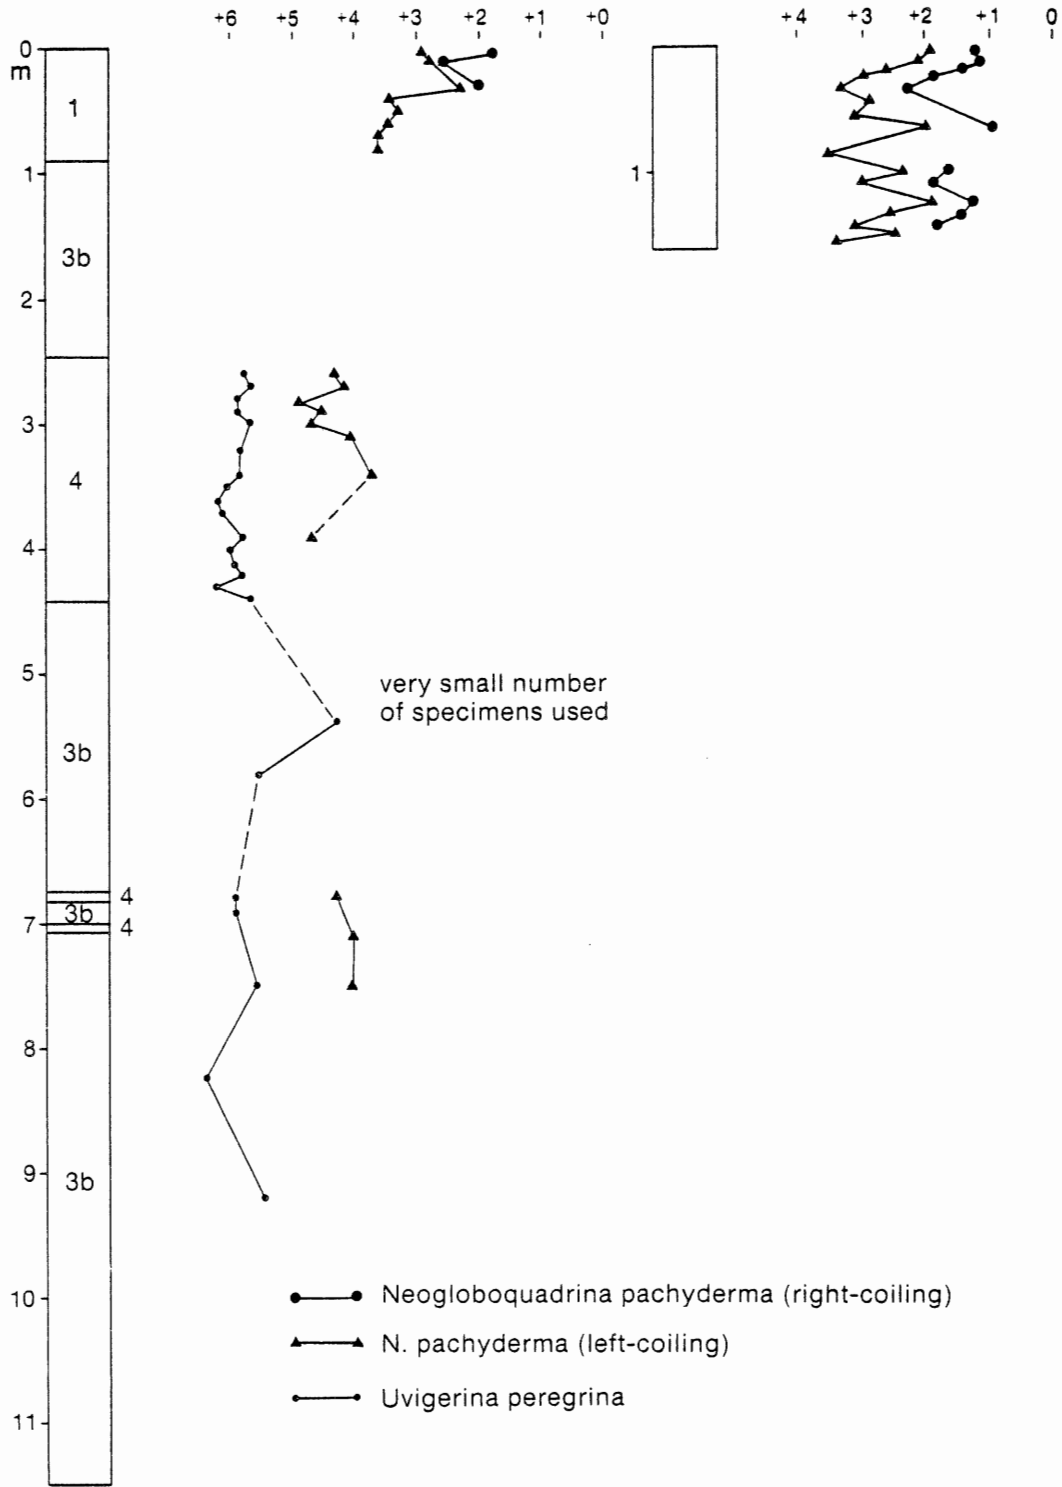 +6 +5 +4 +3 +2 +1 +0 +4 +3 +2 +1 0
0
m
1
1
1
3b
2
3
4
4
5
very small number
of specimens used
3b
6
4
3b
7
4
8
9
3b
10
Neogloboquadrina pachyderma (right-coiling)
N. pachyderma (left-coiling)
Uvigerina peregrina
11